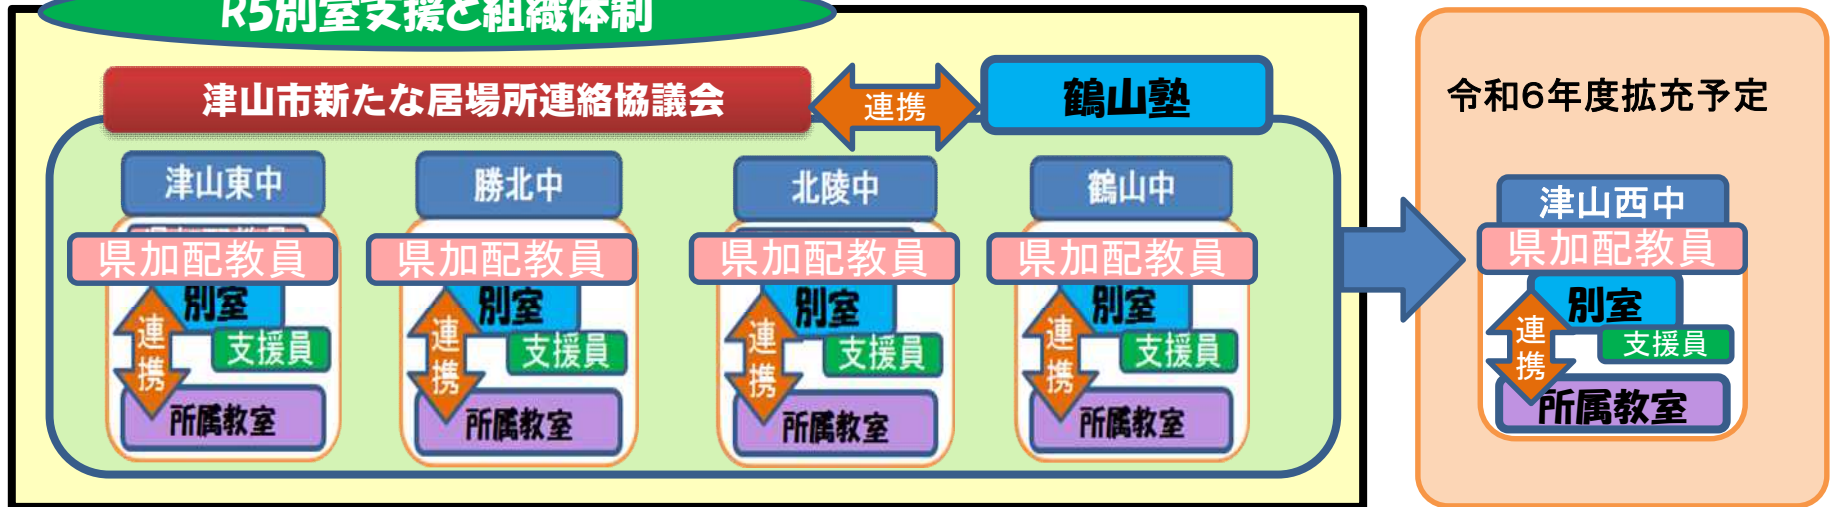 R5別室支援と組織体制
津山市新たな居場所連絡協議会
連携
鶴山塾
令和6年度拡充予定
津山東中
勝北中
北陵中
鶴山中
津山西中
県加配教員
県加配教員
県加配教員
県加配教員
県加配教員
別室
別室
別室
別室
別室
連携
連携
連携
連携
連携
支援員
支援員
支援員
支援員
支援員
所属教室
所属教室
所属教室
所属教室
所属教室